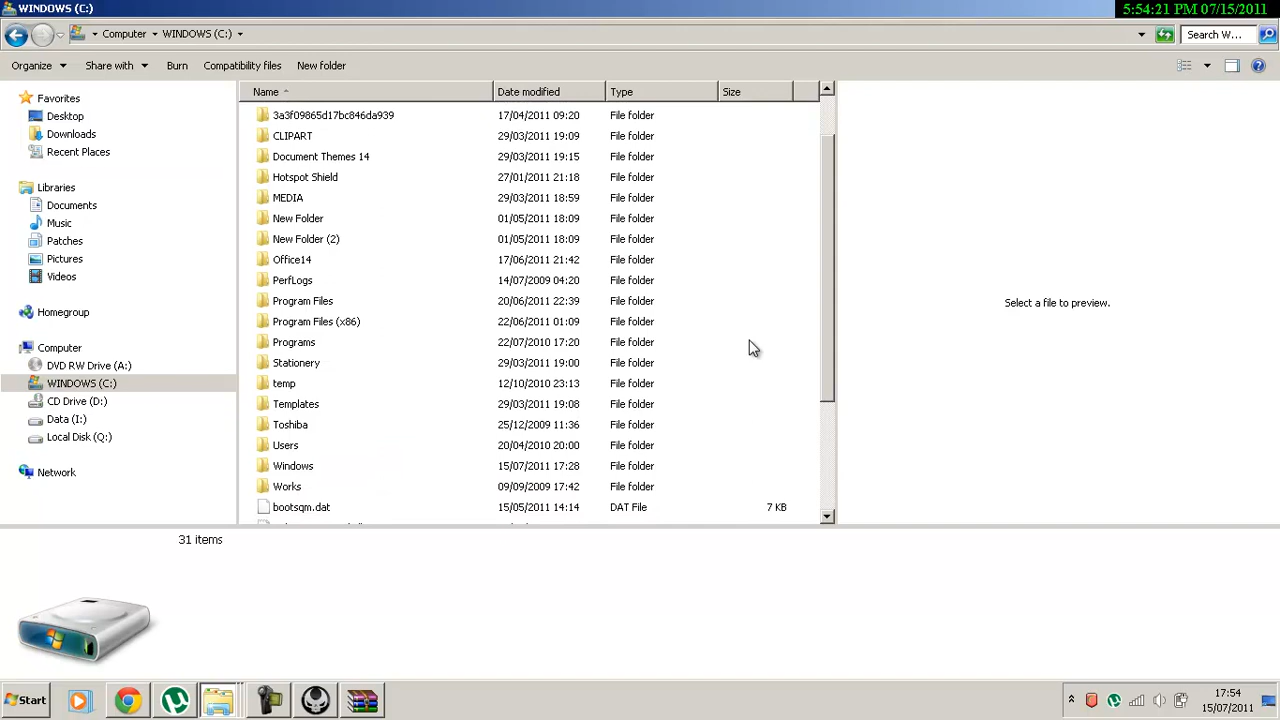 WINDOWS (C:)
5:54:21 PM 07/15/2011
Computer WINDOWS (C:)
Search W...
Organize Share with Burn Compatibility files New folder
Name Date modified Type Size
Favorites
Desktop
Downloads
Recent Places
Libraries
Documents
Music
Patches
Pictures
Videos
Homegroup
Computer
DVD RW Drive (A:)
WINDOWS (C:)
CD Drive (D:)
Data (I:)
Local Disk (Q:)
Network
3a3f09865d17bc846da939 17/04/2011 09:20 File folder
CLIPART 29/03/2011 19:09 File folder
Document Themes 14 29/03/2011 19:15 File folder
Hotspot Shield 27/01/2011 21:18 File folder
MEDIA 29/03/2011 18:59 File folder
New Folder 01/05/2011 18:09 File folder
New Folder (2) 01/05/2011 18:09 File folder
Office14 17/06/2011 21:42 File folder
PerfLogs 14/07/2009 04:20 File folder
Program Files 20/06/2011 22:39 File folder
Program Files (x86) 22/06/2011 01:09 File folder
Programs 22/07/2010 17:20 File folder
Stationery 29/03/2011 19:00 File folder
temp 12/10/2010 23:13 File folder
Templates 29/03/2011 19:08 File folder
Toshiba 25/12/2009 11:36 File folder
Users 20/04/2010 20:00 File folder
Windows 15/07/2011 17:28 File folder
Works 09/09/2009 17:42 File folder
bootsqm.dat 15/05/2011 14:14 DAT File 7 KB
Select a file to preview.
31 items
Start
17:54
15/07/2011